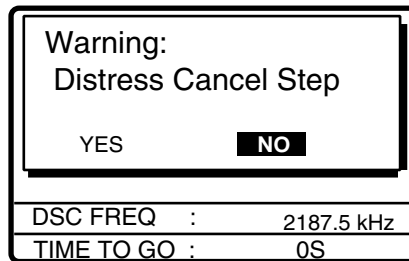 Warning:
Distress Cancel Step
YES NO
DSC FREQ : 2187.5 kHz
TIME TO GO : 0S